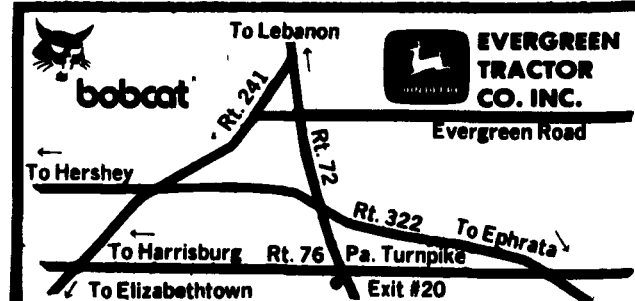 To Lebanon
bobcat
EVERGREEN
TRACTOR
CO. INC.
Rt. 241
Evergreen Road
Rt. 72
To Hershey
Rt. 322
To Ephrata
To Harrisburg
Rt. 76
Pa. Turnpike
To Elizabethtown
Exit #20